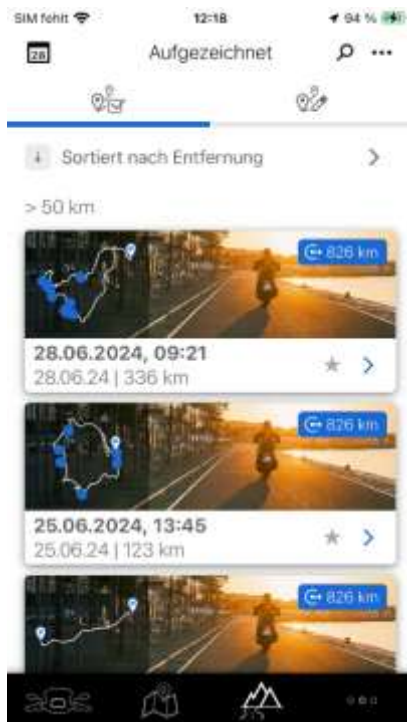 SIM fehlt 12:18 94 %
28 Aufgezeichnet
Sortiert nach Entfernung
> 50 km
826 km
28.06.2024, 09:21
28.06.24 | 336 km
826 km
25.06.2024, 13:45
25.06.24 | 123 km
826 km